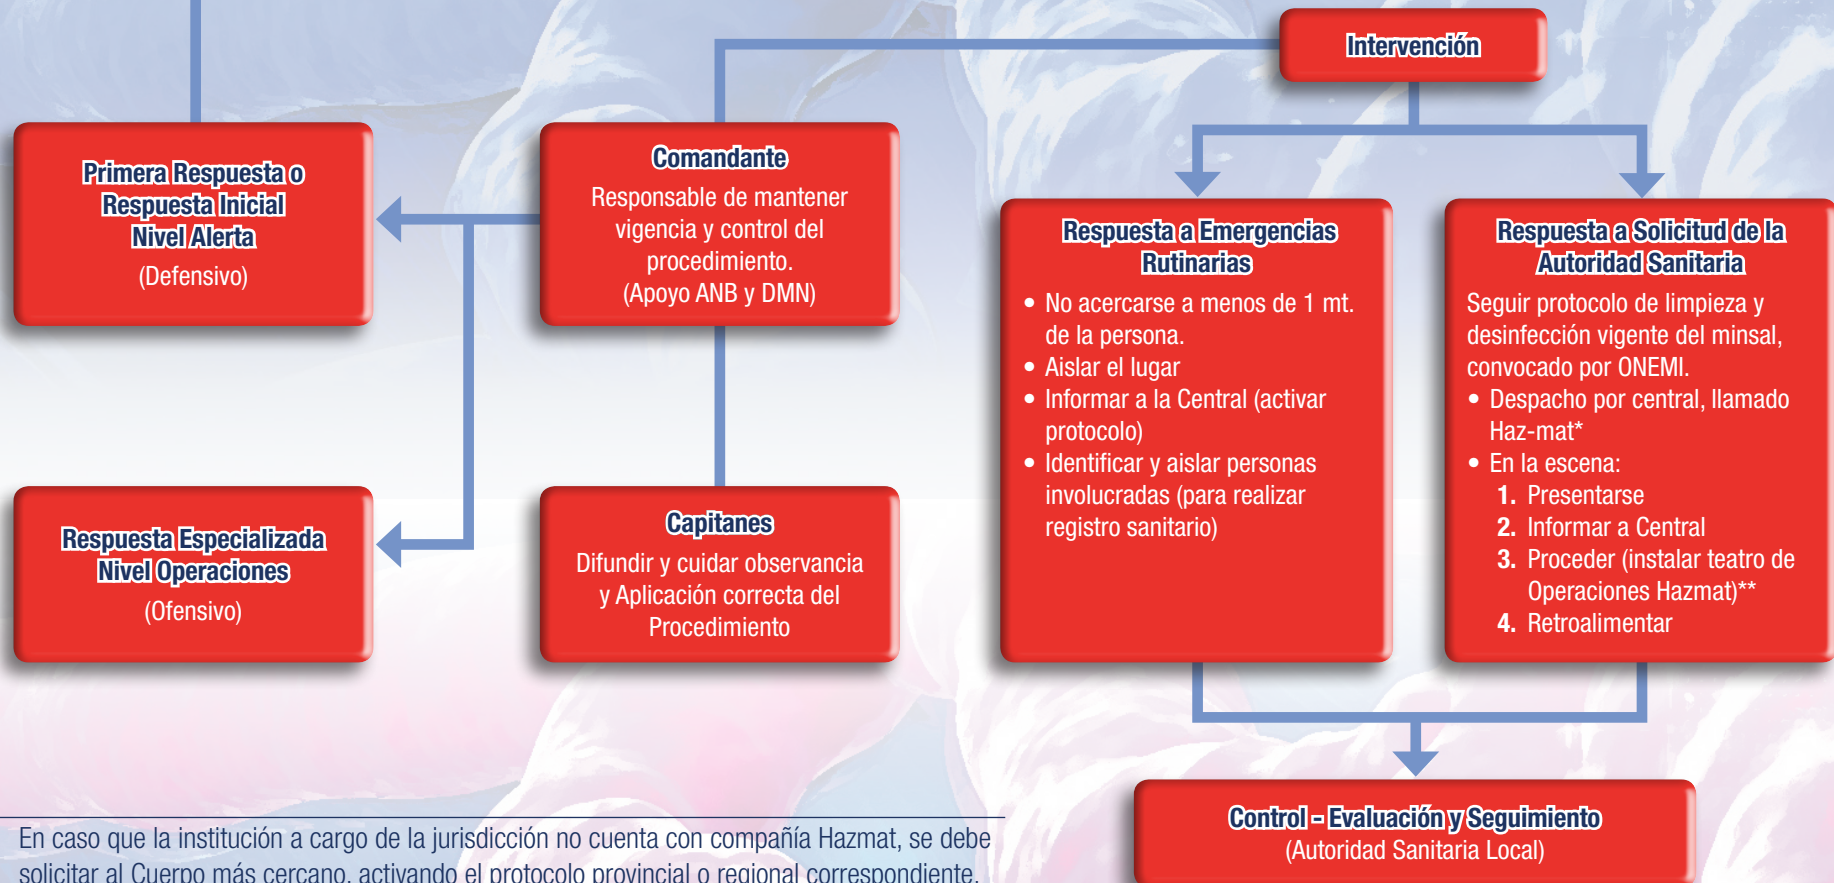 Intervención
Primera Respuesta o
Respuesta Inicial
Nivel Alerta
(Defensivo)
Comandante
Responsable de mantener
vigencia y control del
procedimiento.
(Apoyo ANB y DMN)
Respuesta a Emergencias
Rutinarias
• No acercarse a menos de 1 mt.
de la persona.
• Aislar el lugar
• Informar a la Central (activar
protocolo)
• Identificar y aislar personas
involucradas (para realizar
registro sanitario)
Respuesta a Solicitud de la
Autoridad Sanitaria
Seguir protocolo de limpieza y
desinfección vigente del minsal,
convocado por ONEMI.
• Despacho por central, llamado
Haz-mat*
• En la escena:
1. Presentarse
2. Informar a Central
3. Proceder (instalar teatro de
Operaciones Hazmat)**
4. Retroalimentar
Respuesta Especializada
Nivel Operaciones
(Ofensivo)
Capitanes
Difundir y cuidar observancia
y Aplicación correcta del
Procedimiento
Control - Evaluación y Seguimiento
(Autoridad Sanitaria Local)
En caso que la institución a cargo de la jurisdicción no cuenta con compañía Hazmat, se debe
solicitar al Cuerpo más cercano, activando el protocolo provincial o regional correspondiente.